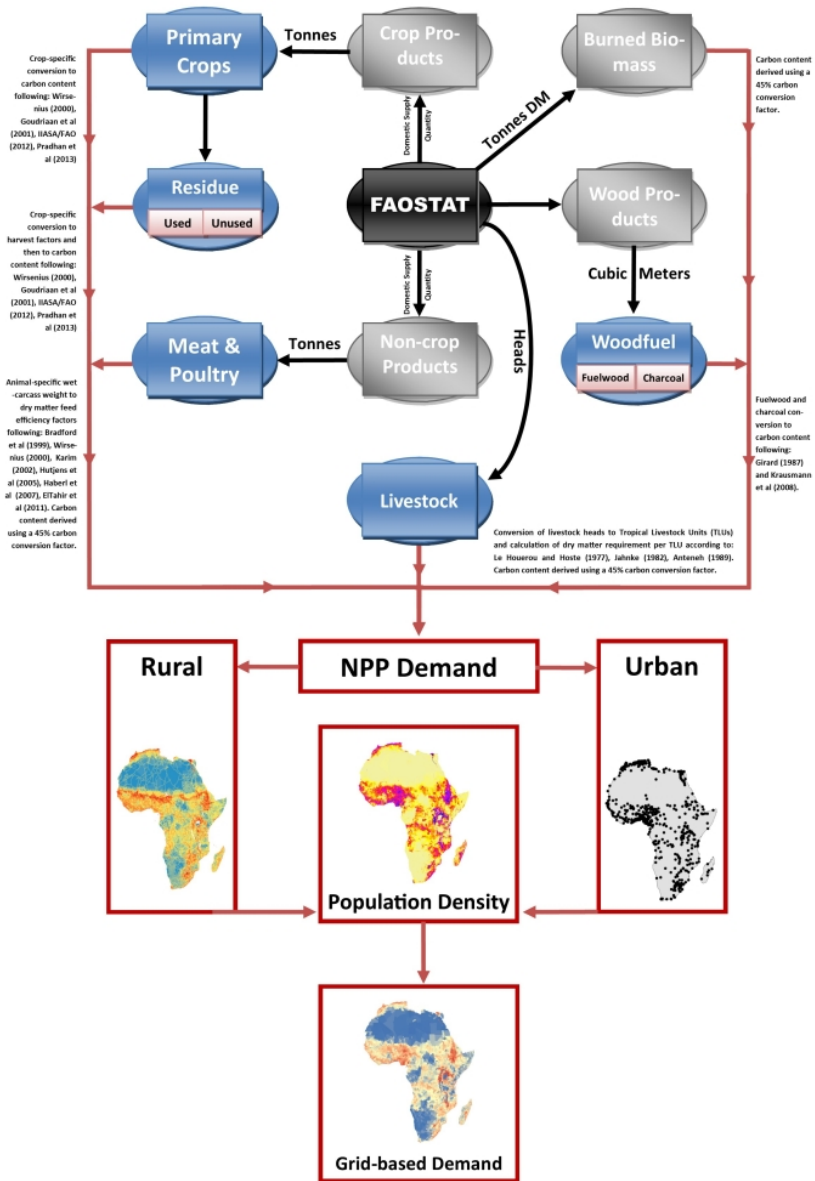 Primary
Crops
Tonnes
Crop Pro-
ducts
Burned Bio-
mass
Crop-specific
conversion to
carbon content
following: Wirse-
nius (2000),
Goudriaan et al
(2001), IIASA/FAO
(2012), Pradhan et
al (2013)
Carbon content
derived using a
45% carbon
conversion
factor.
Domestic Supply
Quantity
Tonnes DM
Residue
Used
Unused
FAOSTAT
Wood Pro-
ducts
Crop-specific
conversion to
harvest factors and
then to carbon
content following:
Wirsenius (2000),
Goudriaan et al
(2001), IIASA/FAO
(2012), Pradhan et
al (2013)
Domestic Supply
Quantity
Cubic Meters
Meat &
Poultry
Tonnes
Non-crop
Products
Heads
Woodfuel
Fuelwood
Charcoal
Animal-specific wet
-carcass weight to
dry matter feed
efficiency factors
following: Bradford
et al (1999), Wirse-
nius (2000), Karim
(2002), Hutjens et
al (2005), Haberl et
al (2007), ElTahir et
al (2011). Carbon
content derived
using a 45% carbon
conversion factor.
Fuelwood and
charcoal con-
version to
carbon content
following:
Girard (1987)
and Krausmann
et al (2008).
Livestock
Conversion of livestock heads to Tropical Livestock Units (TLUs)
and calculation of dry matter requirement per TLU according to:
Le Houerou and Hoste (1977), Jahnke (1982), Anteneh (1989).
Carbon content derived using a 45% carbon conversion factor.
Rural
NPP Demand
Urban
Population Density
Grid-based Demand